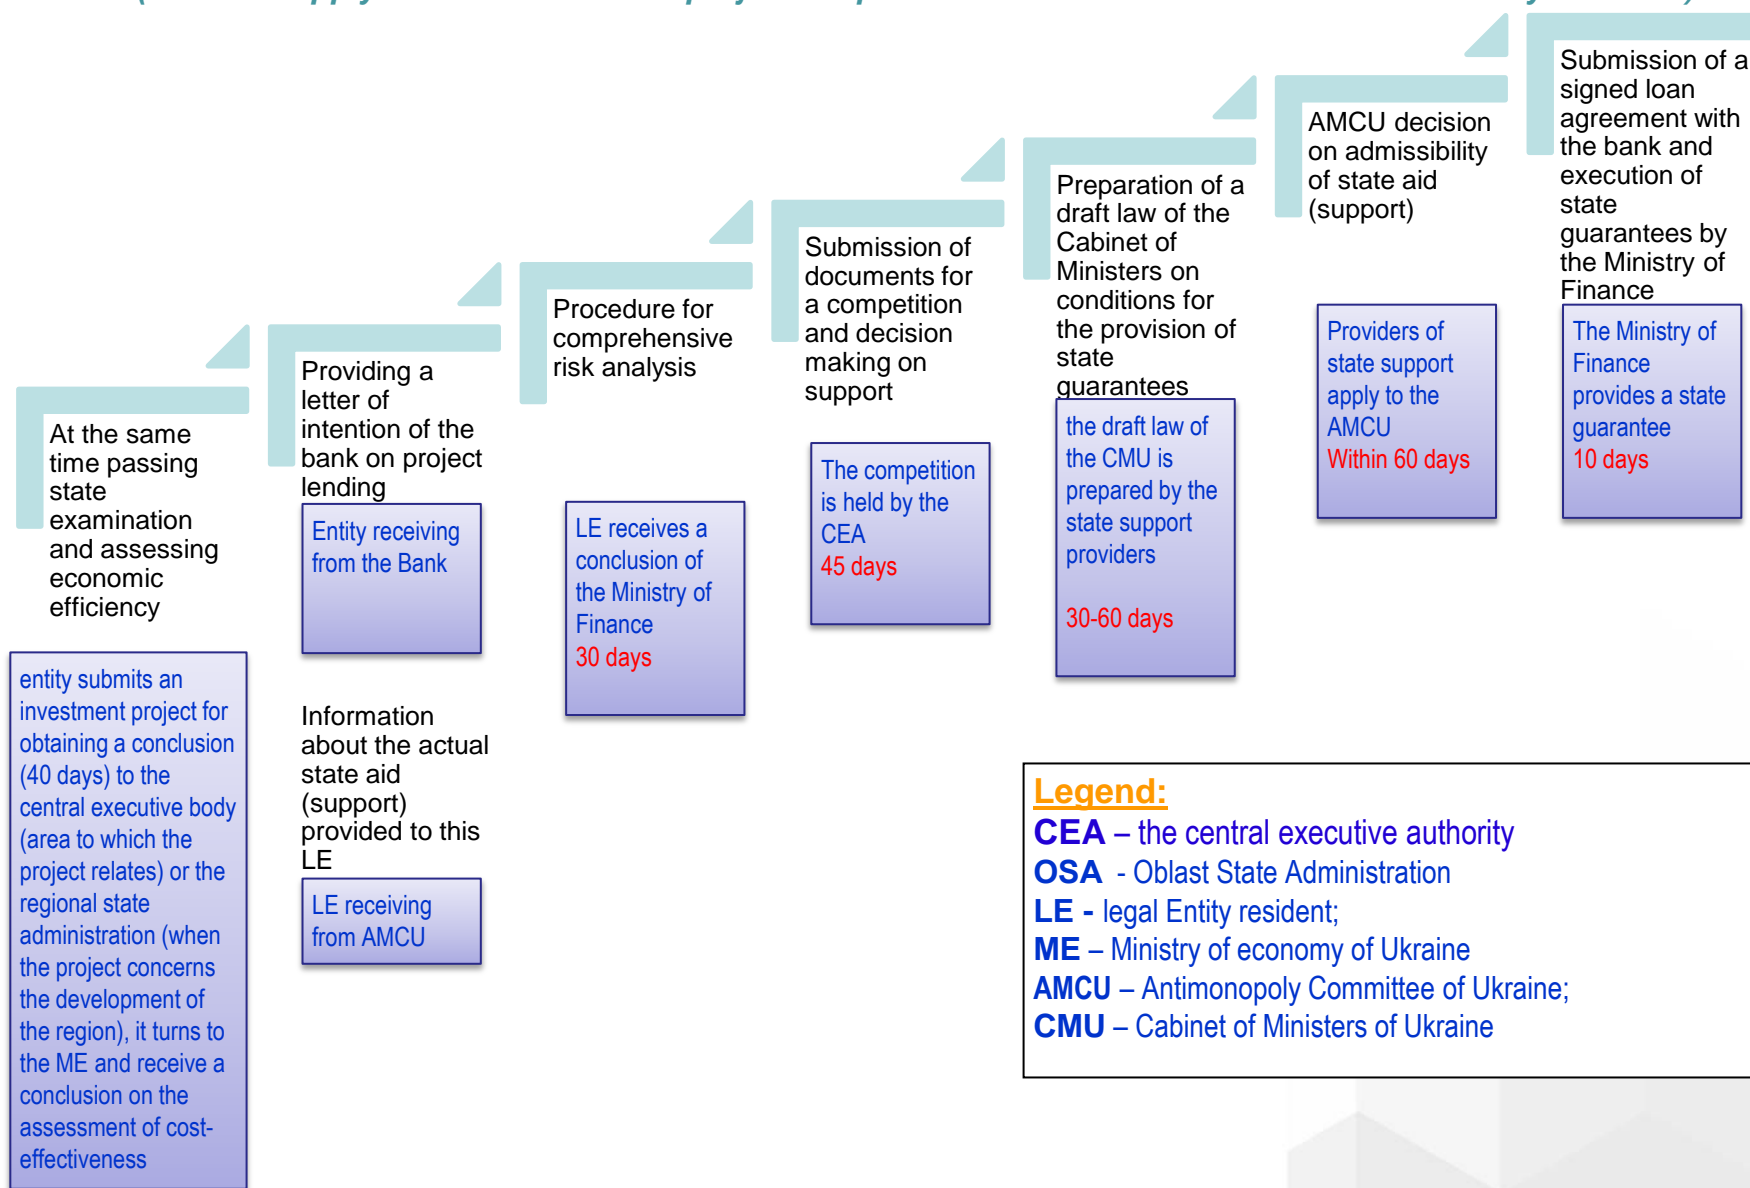 At the same
time passing
state
examination
and assessing
economic
efficiency
entity submits an
investment project for
obtaining a conclusion
(40 days) to the
central executive body
(area to which the
project relates) or the
regional state
administration (when
the project concerns
the development of
the region), it turns to
the ME and receive a
conclusion on the
assessment of cost-
effectiveness
Providing a
letter of
intention of the
bank on project
lending
Entity receiving
from the Bank
Information
about the actual
state aid
(support)
provided to this
LE
LE receiving
from AMCU
Procedure for
comprehensive
risk analysis
LE receives a
conclusion of
the Ministry of
Finance
30 days
Submission of
documents for
a competition
and decision
making on
support
The competition
is held by the
CEA
45 days
Preparation of a
draft law of the
Cabinet of
Ministers on
conditions for
the provision of
state
guarantees
the draft law of
the CMU is
prepared by the
state support
providers
30-60 days
AMCU decision
on admissibility
of state aid
(support)
Providers of
state support
apply to the
AMCU
Within 60 days
Submission of a
signed loan
agreement with
the bank and
execution of
state
guarantees by
the Ministry of
Finance
The Ministry of
Finance
provides a state
guarantee
10 days
Legend:
CEA – the central executive authority
OSA - Oblast State Administration
LE - legal Entity resident;
ME – Ministry of economy of Ukraine
AMCU – Antimonopoly Committee of Ukraine;
CMU – Cabinet of Ministers of Ukraine